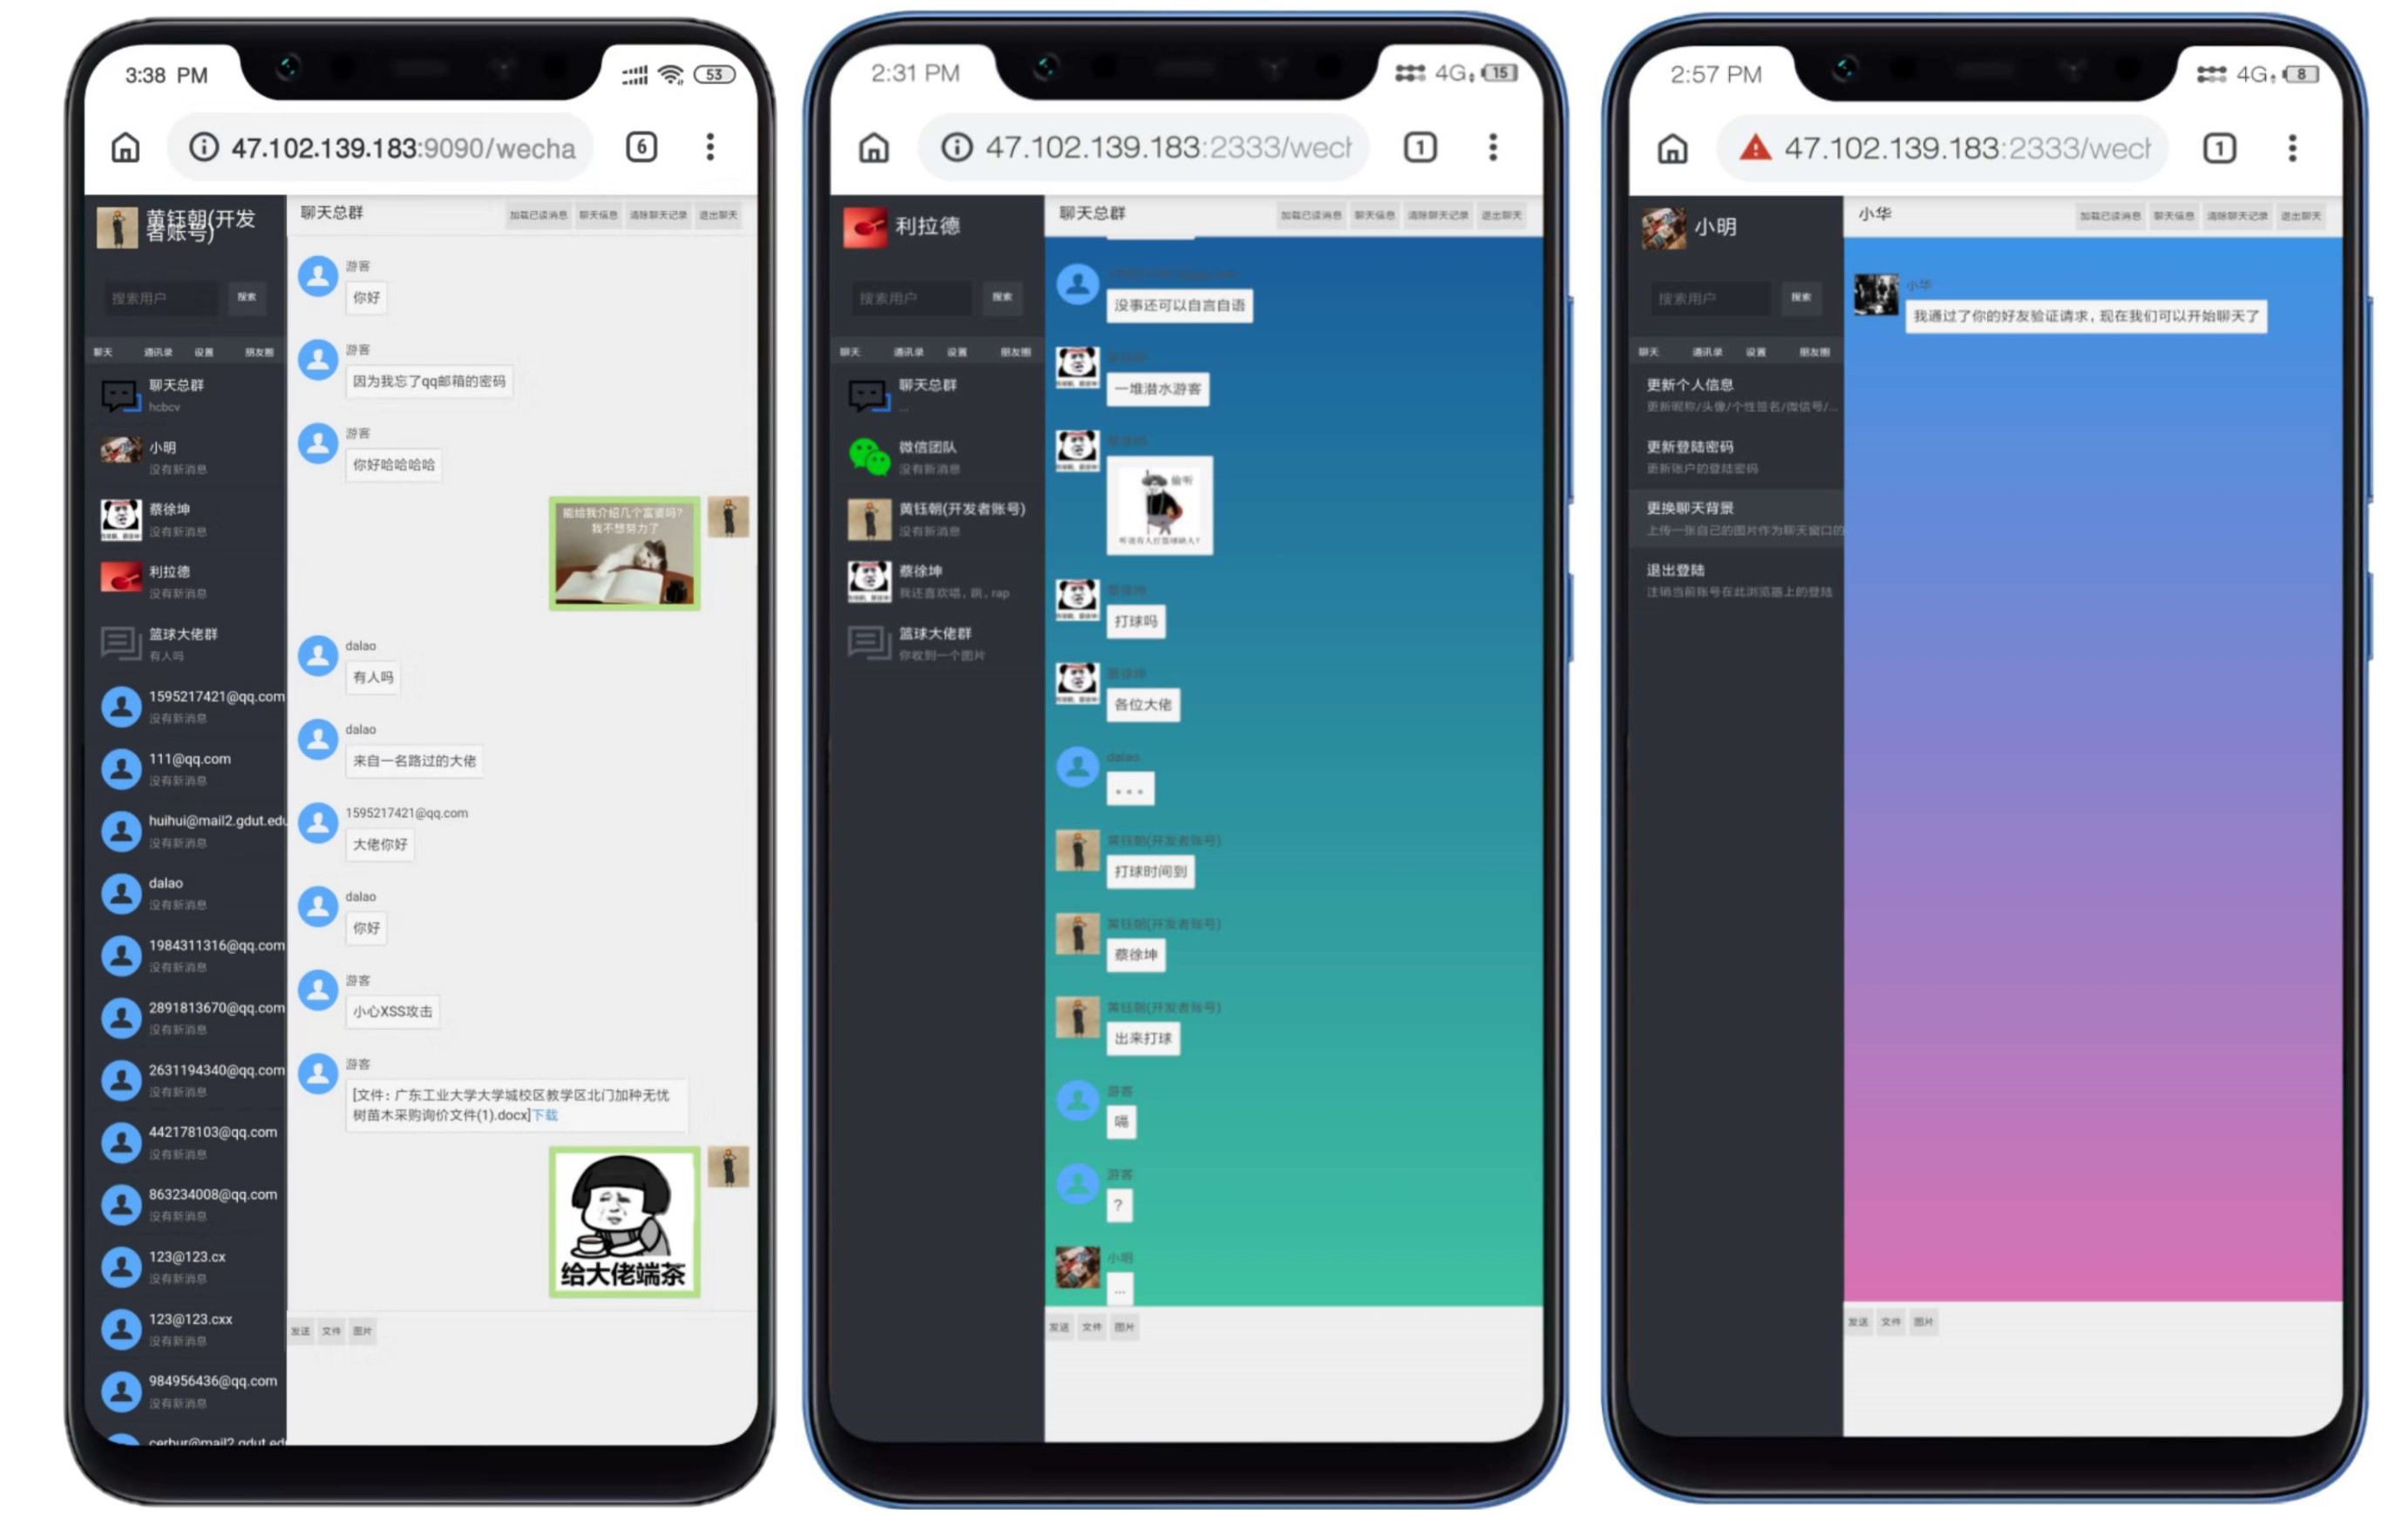 3:38 PM
53
47.102.139.183:9090/wecha
6
黄钰朝(开发
者账号)
搜索用户
搜索
聊天 通讯录 设置 朋友圈
聊天总群
hcbcv
小明
没有新消息
蔡徐坤
没有新消息
利拉德
没有新消息
篮球大佬群
有人吗
1595217421@qq.com
没有新消息
111@qq.com
没有新消息
huihui@mail2.gdut.edu
没有新消息
dalao
没有新消息
1984311316@qq.com
没有新消息
2891813670@qq.com
没有新消息
2631194340@qq.com
没有新消息
442178103@qq.com
没有新消息
863234008@qq.com
没有新消息
123@123.cx
没有新消息
123@123.cxx
没有新消息
984956436@qq.com
没有新消息
cerbur@mail2.gdut.edu
聊天总群
加载已读消息 聊天信息 清除聊天记录 退出聊天
游客
你好
游客
因为我忘了qq邮箱的密码
游客
你好哈哈哈哈
能给我介绍几个富婆吗?
我不想努力了
dalao
有人吗
dalao
来自一名路过的大佬
1595217421@qq.com
大佬你好
dalao
你好
游客
小心XSS攻击
游客
[文件: 广东工业大学大学城校区教学区北门加种无忧
树苗木采购询价文件(1).docx]下载
给大佬端茶
发送 文件 图片
2:31 PM
4G
15
47.102.139.183:2333/wech
1
利拉德
搜索用户
搜索
聊天 通讯录 设置 朋友圈
聊天总群
...
微信团队
没有新消息
黄钰朝(开发者账号)
没有新消息
蔡徐坤
我还喜欢唱, 跳, rap
篮球大佬群
你收到一个图片
聊天总群
加载已读消息 聊天信息 清除聊天记录 退出聊天
没事还可以自言自语
蔡徐坤
一堆潜水游客
蔡徐坤
偷听
听说有人打篮球缺人?
蔡徐坤
打球吗
蔡徐坤
各位大佬
dalao
。。。
黄钰朝(开发者账号)
打球时间到
黄钰朝(开发者账号)
蔡徐坤
黄钰朝(开发者账号)
出来打球
游客
嗝
游客
?
小明
...
发送 文件 图片
2:57 PM
4G
8
47.102.139.183:2333/wech
1
小明
搜索用户
搜索
聊天 通讯录 设置 朋友圈
更新个人信息
更新昵称/头像/个性签名/微信号/...
更新登陆密码
更新账户的登陆密码
更换聊天背景
上传一张自己的图片作为聊天窗口的
退出登陆
注销当前账号在此浏览器上的登陆
小华
加载已读消息 聊天信息 清除聊天记录 退出聊天
小华
我通过了你的好友验证请求, 现在我们可以开始聊天了
发送 文件 图片